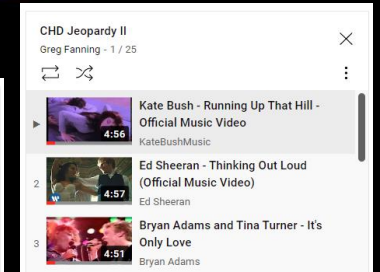 CHD Jeopardy II
Greg Fanning - 1 / 25
Kate Bush - Running Up That Hill -
Official Music Video
4:56
KateBushMusic
2
Ed Sheeran - Thinking Out Loud
(Official Music Video)
4:57
Ed Sheeran
3
Bryan Adams and Tina Turner - It's
Only Love
4:51
Bryan Adams